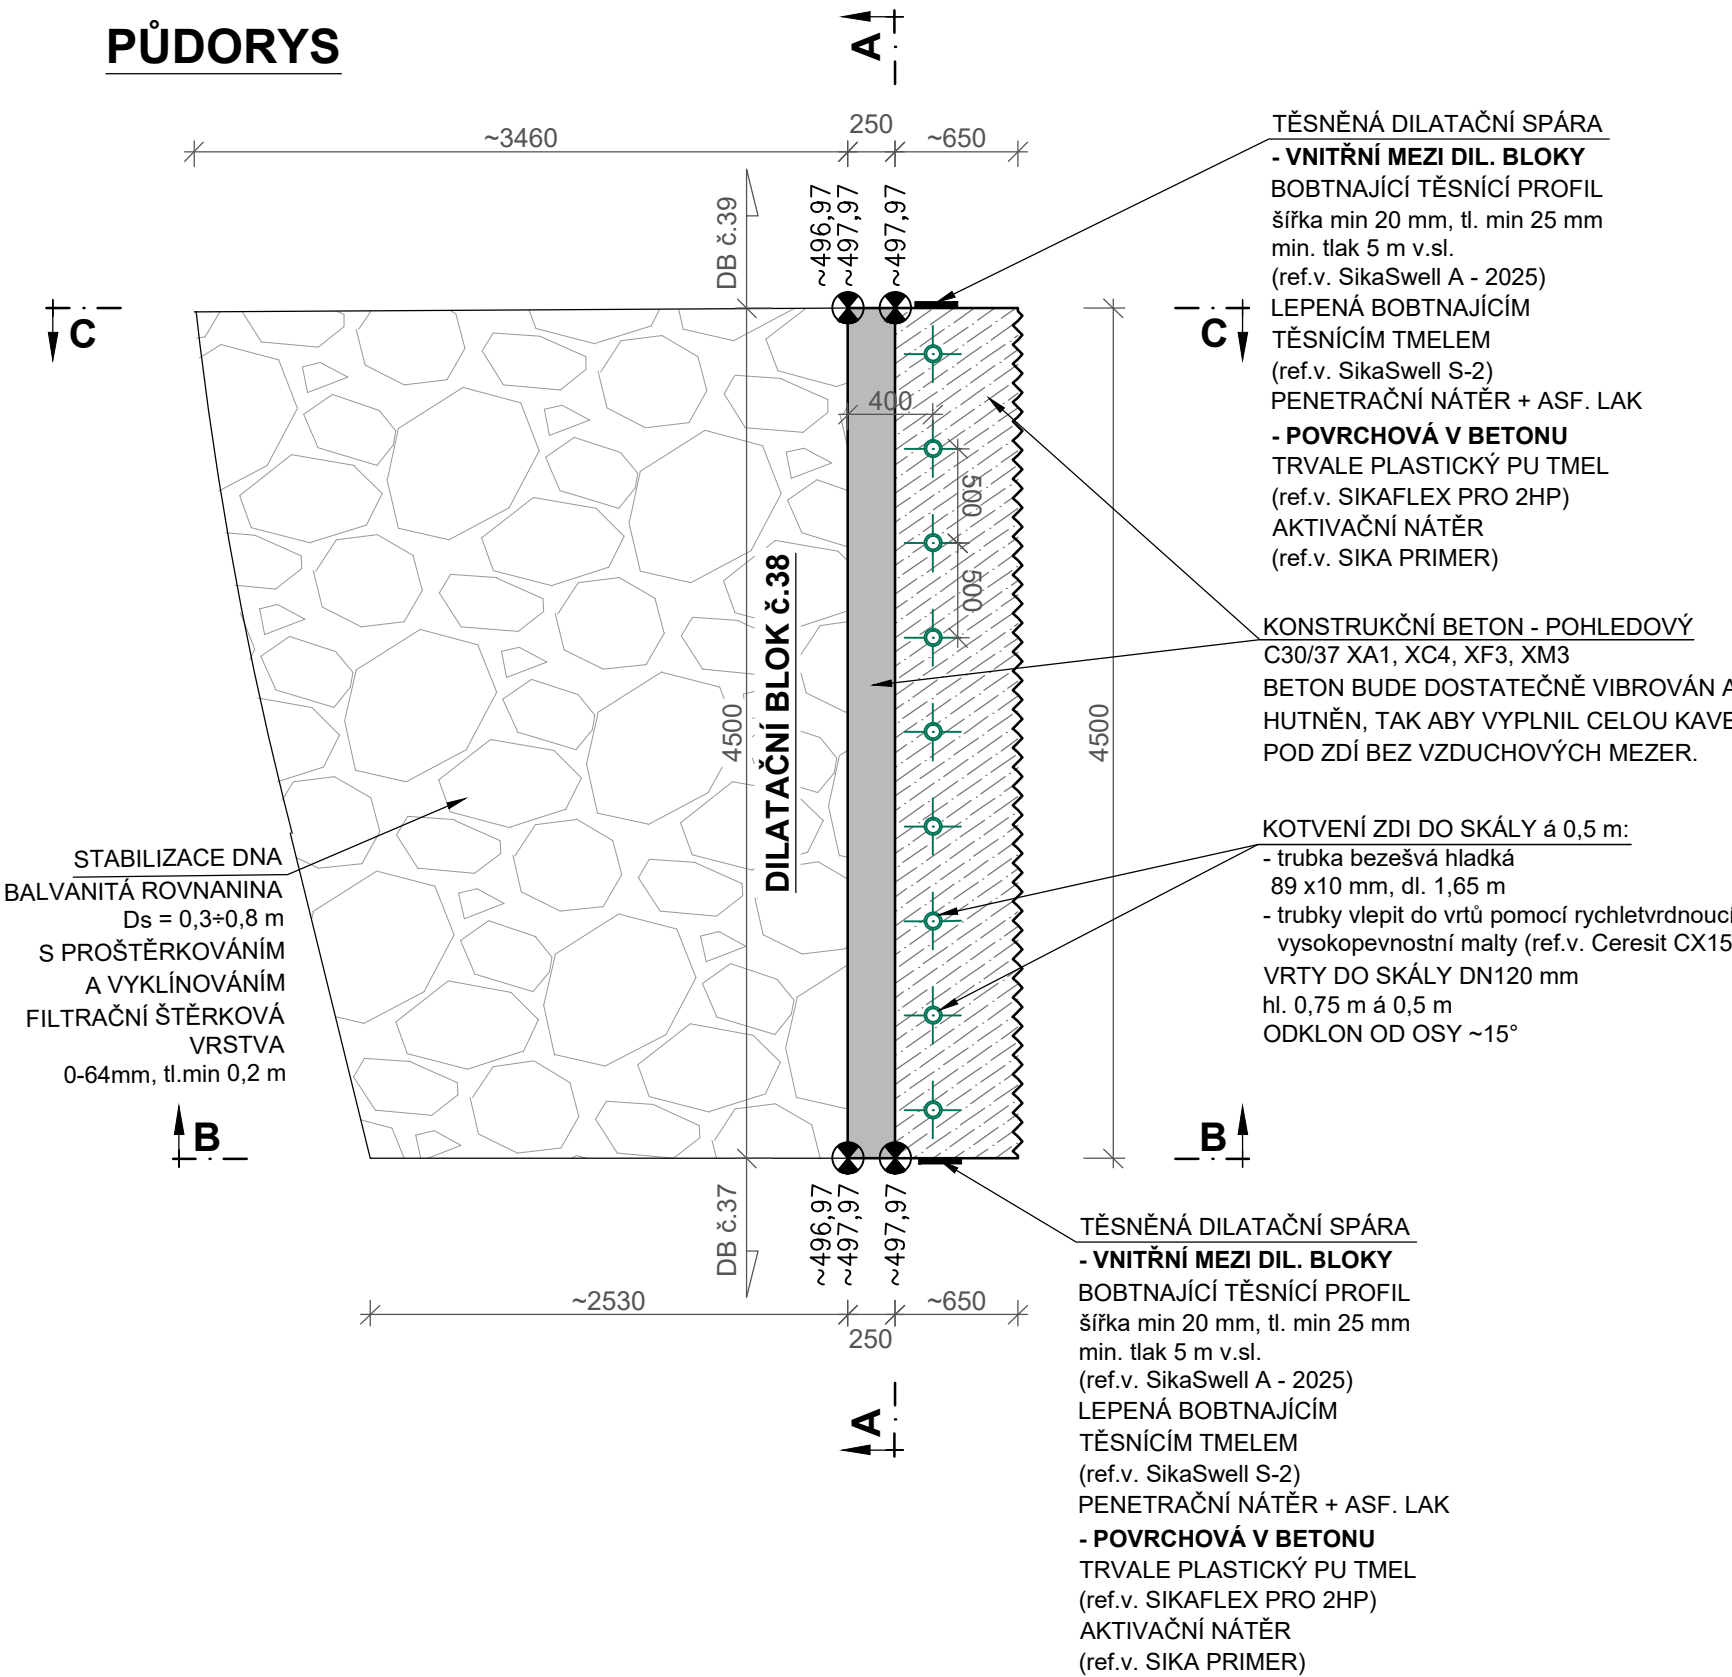 PŮDORYS
A
~3460
250
~650
DB č.39
~496,97
~497,97
~497,97
TĚSNĚNÁ DILATAČNÍ SPÁRA
- VNITŘNÍ MEZI DIL. BLOKY
BOBTNAJÍCÍ TĚSNÍCÍ PROFIL
šířka min 20 mm, tl. min 25 mm
min. tlak 5 m v.sl.
(ref.v. SikaSwell A - 2025)
LEPENÁ BOBTNAJÍCÍM
TĚSNÍCÍM TMELEM
(ref.v. SikaSwell S-2)
PENETRAČNÍ NÁTĚR + ASF. LAK
- POVRCHOVÁ V BETONU
TRVALE PLASTICKÝ PU TMEL
(ref.v. SIKAFLEX PRO 2HP)
AKTIVAČNÍ NÁTĚR
(ref.v. SIKA PRIMER)
C
C
400
500
500
DILATAČNÍ BLOK č.38
4500
4500
KONSTRUKČNÍ BETON - POHLEDOVÝ
C30/37 XA1, XC4, XF3, XM3
BETON BUDE DOSTATEČNĚ VIBROVÁN A
HUTNĚN, TAK ABY VYPLNIL CELOU KAVE
POD ZDÍ BEZ VZDUCHOVÝCH MEZER.
KOTVENÍ ZDI DO SKÁLY á 0,5 m:
- trubka bezešvá hladká
89 x10 mm, dl. 1,65 m
- trubky vlepit do vrtů pomocí rychletvrdnoucí
vysokopevnostní malty (ref.v. Ceresit CX15
VRTY DO SKÁLY DN120 mm
hl. 0,75 m á 0,5 m
ODKLON OD OSY ~15°
STABILIZACE DNA
BALVANITÁ ROVNANINA
Ds = 0,3÷0,8 m
S PROŠTĚRKOVÁNÍM
A VYKLÍNOVÁNÍM
FILTRAČNÍ ŠTĚRKOVÁ
VRSTVA
0-64mm, tl.min 0,2 m
B
B
DB č.37
~496,97
~497,97
~497,97
~2530
250
~650
A
TĚSNĚNÁ DILATAČNÍ SPÁRA
- VNITŘNÍ MEZI DIL. BLOKY
BOBTNAJÍCÍ TĚSNÍCÍ PROFIL
šířka min 20 mm, tl. min 25 mm
min. tlak 5 m v.sl.
(ref.v. SikaSwell A - 2025)
LEPENÁ BOBTNAJÍCÍM
TĚSNÍCÍM TMELEM
(ref.v. SikaSwell S-2)
PENETRAČNÍ NÁTĚR + ASF. LAK
- POVRCHOVÁ V BETONU
TRVALE PLASTICKÝ PU TMEL
(ref.v. SIKAFLEX PRO 2HP)
AKTIVAČNÍ NÁTĚR
(ref.v. SIKA PRIMER)